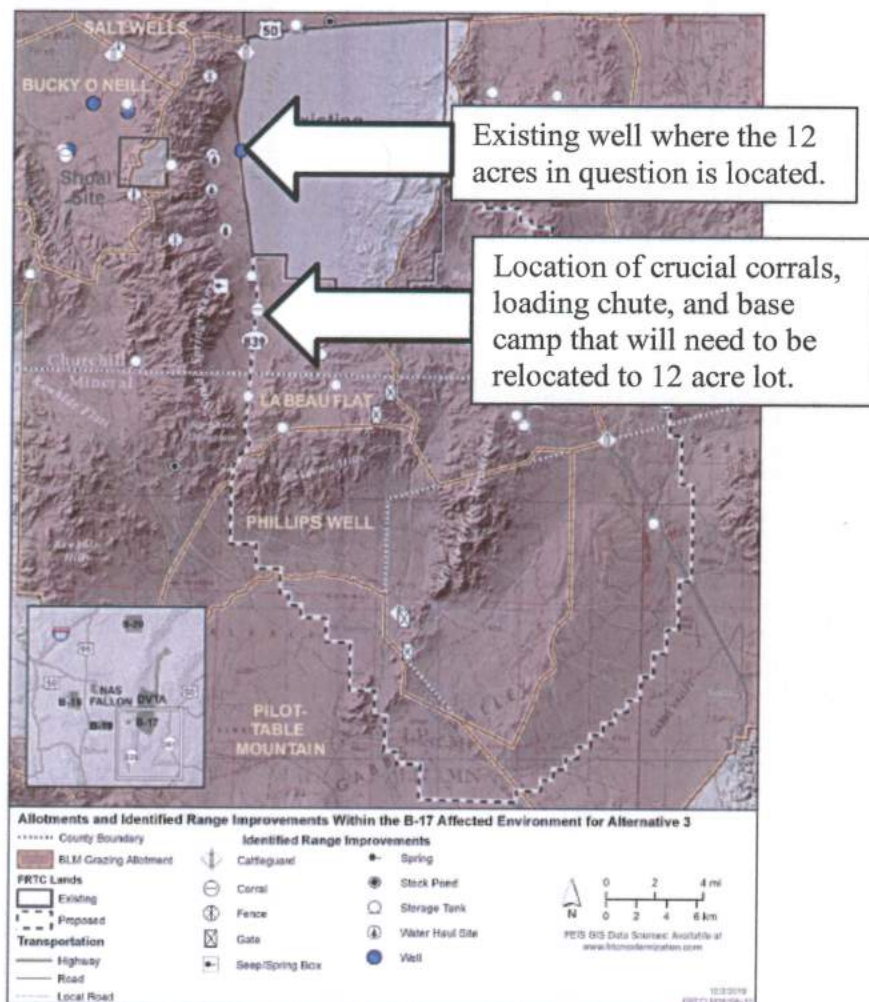 SALT WELLS
50
BUCKY O NEILL
Existing well where the 12
acres in question is located.
Shoal
Site
Location of crucial corrals,
loading chute, and base
camp that will need to be
relocated to 12 acre lot.
839
Churchill
Mineral
LA BEAU FLAT
PHILLIPS WELL
B-20
NAS
FALLON
DVTA
B-17
PILOT-
TABLE
MOUNTAIN
Allotments and Identified Range Improvements Within the B-17 Affected Environment for Alternative 3
County Boundary
BLM Grazing Allotment
FRTC Lands
Existing
Proposed
Transportation
Highway
Road
Local Road
Identified Range Improvements
Cattleguard
Corral
Fence
Gate
Seep/Spring Box
Spring
Stock Pond
Storage Tank
Water Haul Site
Well
N
0 2 4 mi
0 3 6 km
FEIS GIS Data Sources: Available at
www.frtcmodernization.com